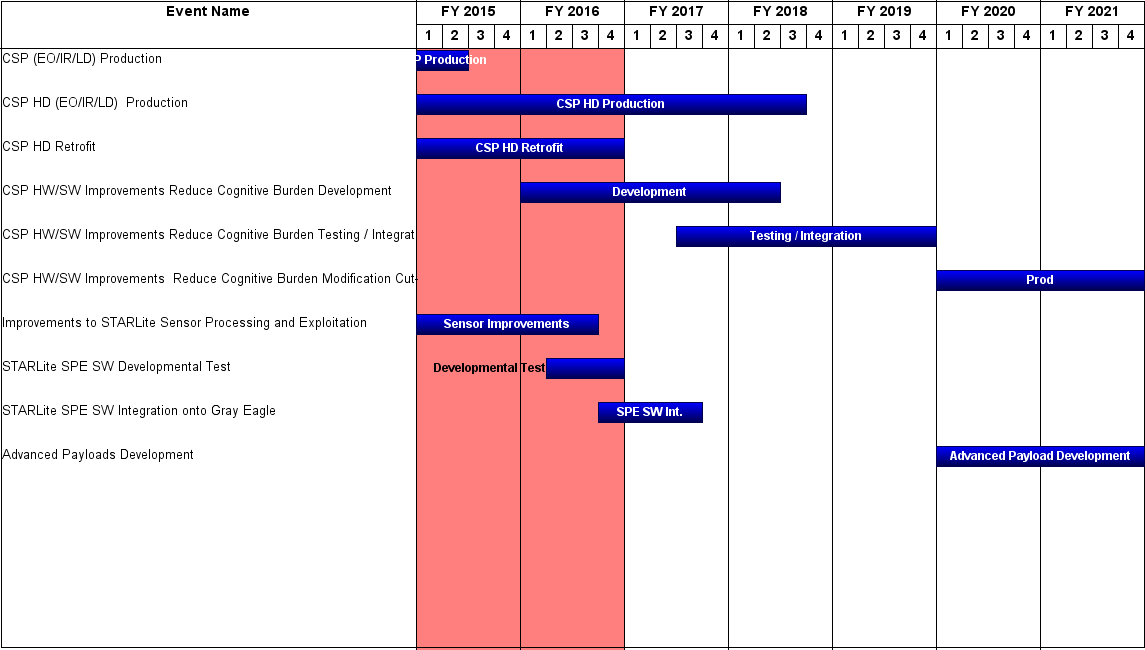 Event Name FY 2015 FY 2016 FY 2017 FY 2018 FY 2019 FY 2020 FY 2021
1 2 3 4 1 2 3 4 1 2 3 4 1 2 3 4 1 2 3 4 1 2 3 4 1 2 3 4
CSP (EO/IR/LD) Production P Production
CSP HD (EO/IR/LD)  Production CSP HD Production
CSP HD Retrofit CSP HD Retrofit
CSP HW/SW Improvements Reduce Cognitive Burden Development Development
CSP HW/SW Improvements Reduce Cognitive Burden Testing / Integrat Testing / Integration
CSP HW/SW Improvements  Reduce Cognitive Burden Modification Cut- Prod
Improvements to STARLite Sensor Processing and Exploitation Sensor Improvements
STARLite SPE SW Developmental Test Developmental Test
STARLite SPE SW Integration onto Gray Eagle SPE SW Int.
Advanced Payloads Development Advanced Payload Development